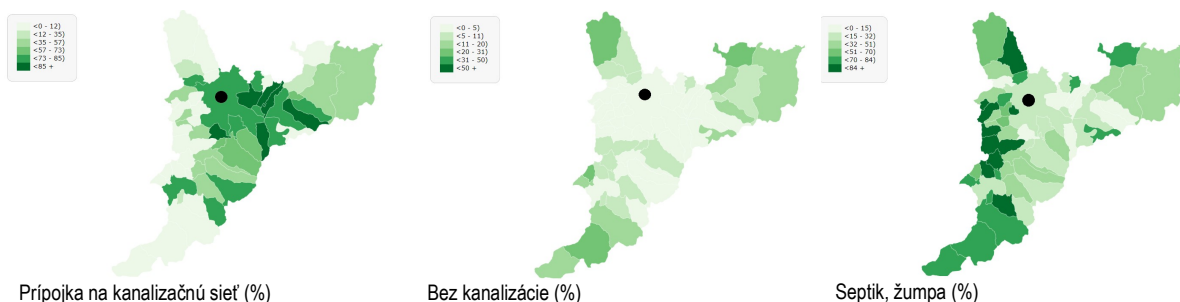 <0 - 12)
<12 - 35)
<35 - 57)
<57 - 73)
<73 - 85)
<85 +
Prípojka na kanalizačnú sieť (%)
<0 - 5)
<5 - 11)
<11 - 20)
<20 - 31)
<31 - 50)
<50 +
Bez kanalizácie (%)
<0 - 15)
<15 - 32)
<32 - 51)
<51 - 70)
<70 - 84)
<84 +
Septik, žumpa (%)